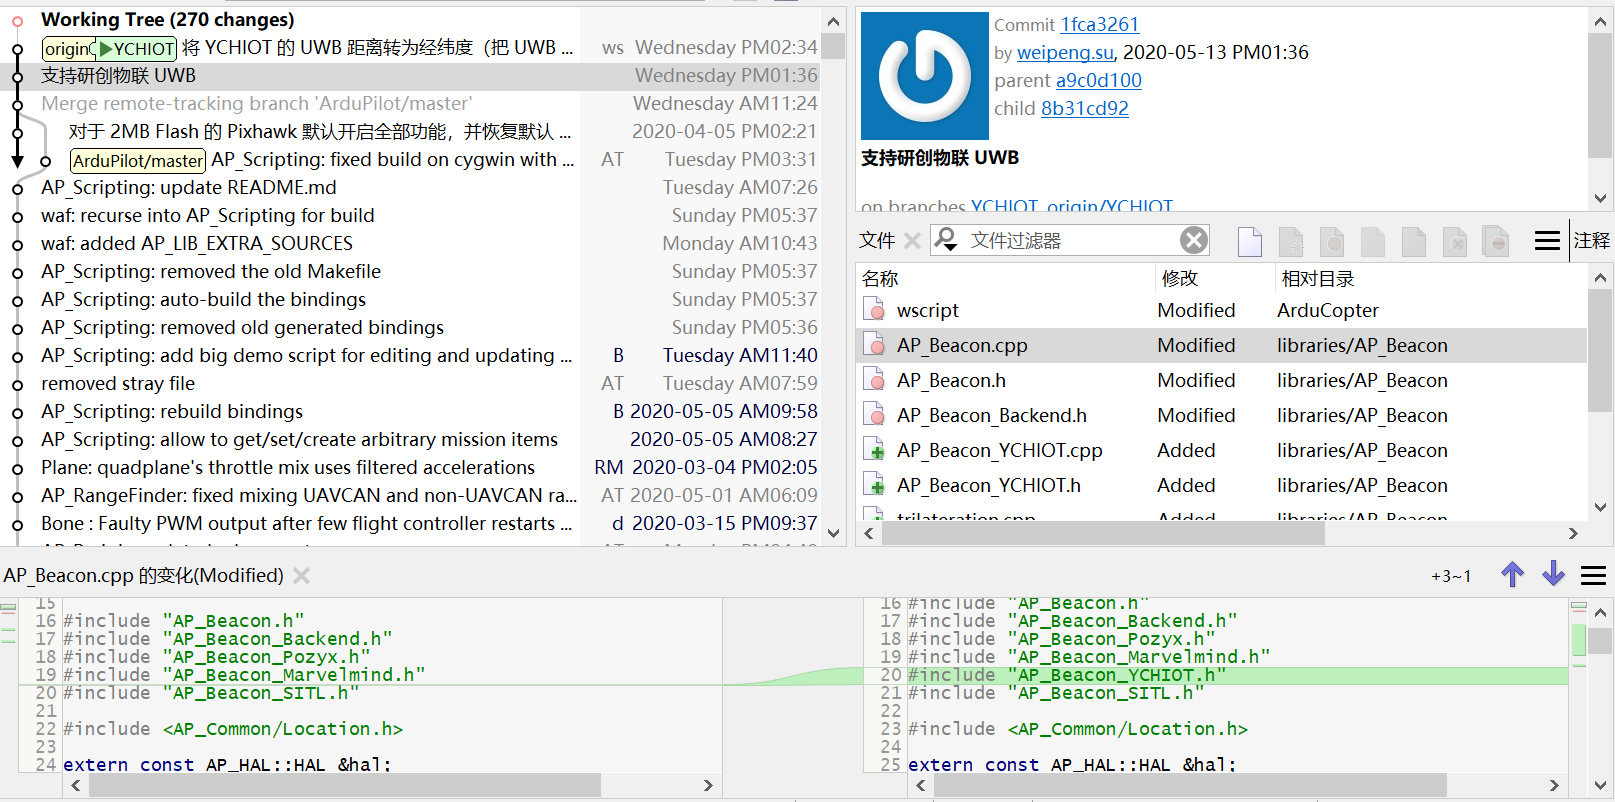 Working Tree (270 changes)
origin YCHIOT 将 YCHIOT 的 UWB 距离转为经纬度（把 UWB ... ws Wednesday PM02:34
支持研创物联 UWB Wednesday PM01:36
Merge remote-tracking branch 'ArduPilot/master' Wednesday AM11:24
对于 2MB Flash 的 Pixhawk 默认开启全部功能，并恢复默认 ... 2020-04-05 PM02:21
ArduPilot/master AP_Scripting: fixed build on cygwin with ... AT Tuesday PM03:31
AP_Scripting: update README.md Tuesday AM07:26
waf: recurse into AP_Scripting for build Sunday PM05:37
waf: added AP_LIB_EXTRA_SOURCES Monday AM10:43
AP_Scripting: removed the old Makefile Sunday PM05:37
AP_Scripting: auto-build the bindings Sunday PM05:37
AP_Scripting: removed old generated bindings Sunday PM05:36
AP_Scripting: add big demo script for editing and updating ... B Tuesday AM11:40
removed stray file AT Tuesday AM07:59
AP_Scripting: rebuild bindings B 2020-05-05 AM09:58
AP_Scripting: allow to get/set/create arbitrary mission items 2020-05-05 AM08:27
Plane: quadplane's throttle mix uses filtered accelerations RM 2020-03-04 PM02:05
AP_RangeFinder: fixed mixing UAVCAN and non-UAVCAN ra... AT 2020-05-01 AM06:09
Bone : Faulty PWM output after few flight controller restarts ... d 2020-03-15 PM09:37
Commit 1fca3261
by weipeng.su, 2020-05-13 PM01:36
parent a9c0d100
child 8b31cd92
支持研创物联 UWB
on branches YCHIOT, origin/YCHIOT
文件 文件过滤器 注释
名称 修改 相对目录
wscript Modified ArduCopter
AP_Beacon.cpp Modified libraries/AP_Beacon
AP_Beacon.h Modified libraries/AP_Beacon
AP_Beacon_Backend.h Modified libraries/AP_Beacon
AP_Beacon_YCHIOT.cpp Added libraries/AP_Beacon
AP_Beacon_YCHIOT.h Added libraries/AP_Beacon
trilateration.cpp Added libraries/AP_Beacon
AP_Beacon.cpp 的变化(Modified) +3~1
15
16 #include "AP_Beacon.h"
17 #include "AP_Beacon_Backend.h"
18 #include "AP_Beacon_Pozyx.h"
19 #include "AP_Beacon_Marvelmind.h"
20 #include "AP_Beacon_SITL.h"
21
22 #include <AP_Common/Location.h>
23
24 extern const AP_HAL::HAL &hal;
16 #include "AP_Beacon.h"
17 #include "AP_Beacon_Backend.h"
18 #include "AP_Beacon_Pozyx.h"
19 #include "AP_Beacon_Marvelmind.h"
20 #include "AP_Beacon_YCHIOT.h"
21 #include "AP_Beacon_SITL.h"
22
23 #include <AP_Common/Location.h>
24
25 extern const AP_HAL::HAL &hal;